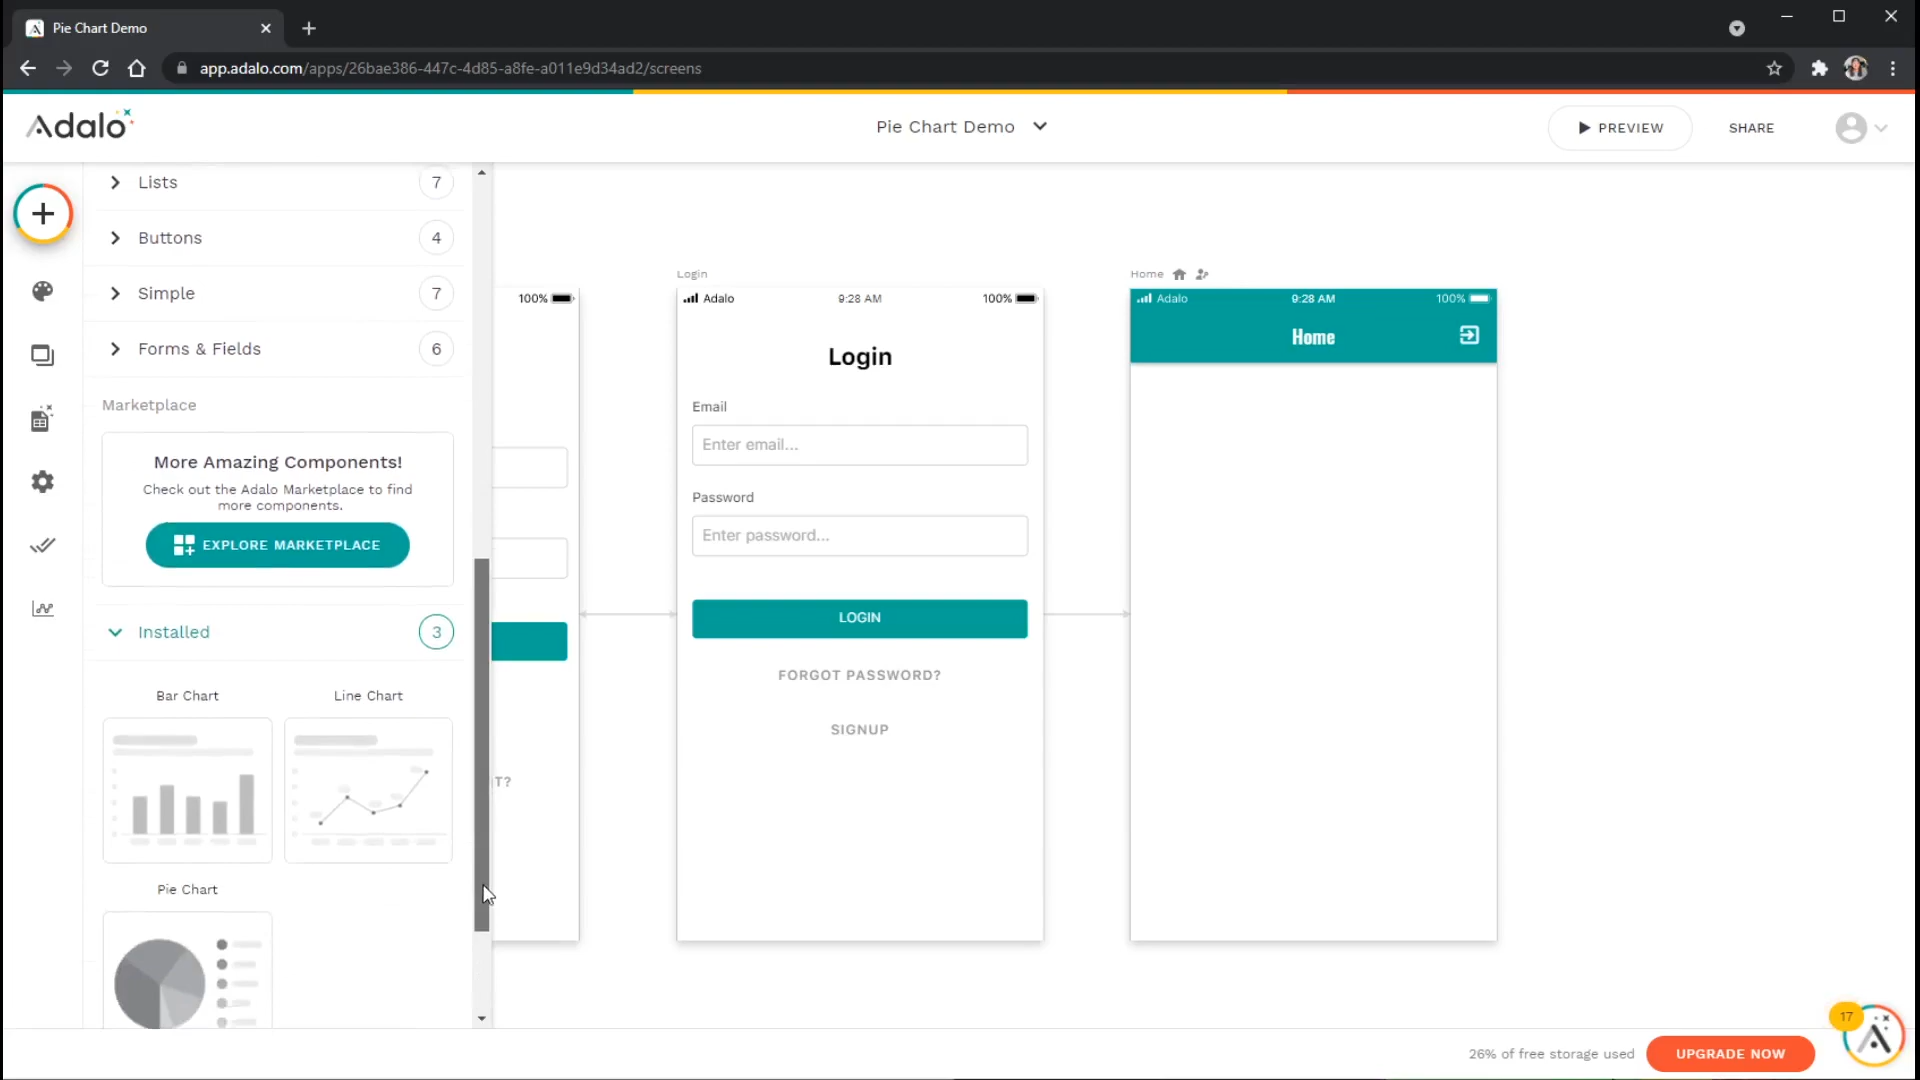 Pie Chart Demo
app.adalo.com/apps/26bae386-447c-4d85-a8fe-a011e9d34ad2/screens
Adalo
Pie Chart Demo
PREVIEW
SHARE
Lists
7
Buttons
4
Simple
7
Forms & Fields
6
Marketplace
More Amazing Components!
Check out the Adalo Marketplace to find
more components.
EXPLORE MARKETPLACE
Installed
3
Bar Chart
Line Chart
Pie Chart
100%
T?
Login
Adalo
9:28 AM
100%
Login
Email
Enter email...
Password
Enter password...
LOGIN
FORGOT PASSWORD?
SIGNUP
Home
Adalo
9:28 AM
100%
Home
26% of free storage used
UPGRADE NOW
17